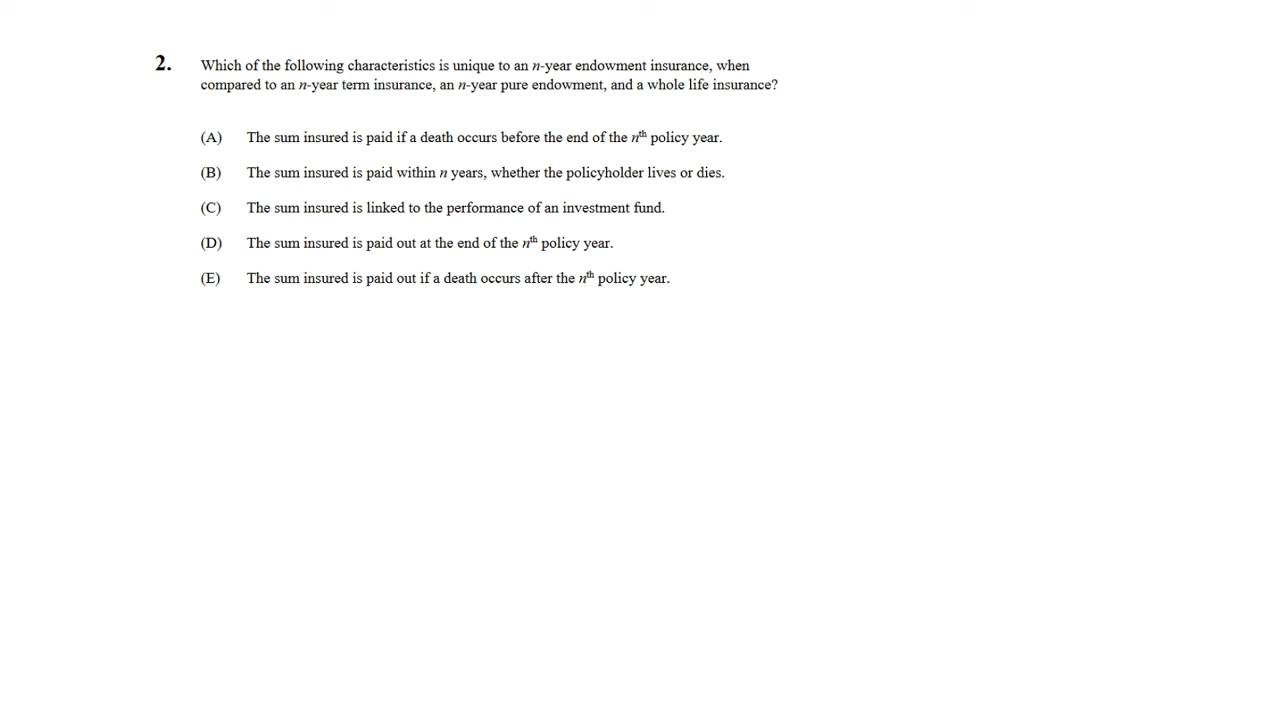 2. Which of the following characteristics is unique to an n-year endowment insurance, when
compared to an n-year term insurance, an n-year pure endowment, and a whole life insurance?
(A) The sum insured is paid if a death occurs before the end of the nth policy year.
(B) The sum insured is paid within n years, whether the policyholder lives or dies.
(C) The sum insured is linked to the performance of an investment fund.
(D) The sum insured is paid out at the end of the nth policy year.
(E) The sum insured is paid out if a death occurs after the nth policy year.